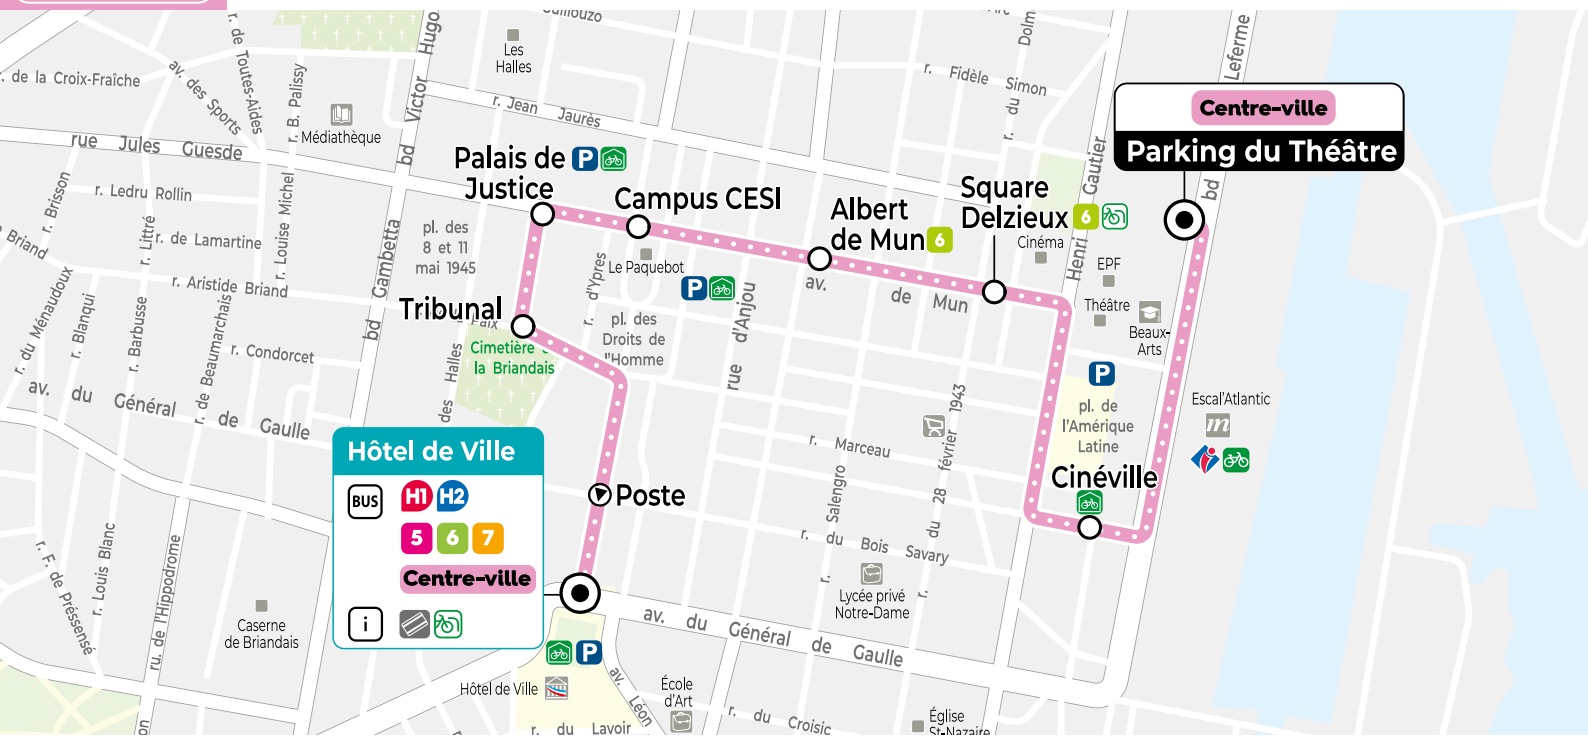 r. de la Croix-Fraîche
r. de Toutes-Aides
av. des Sports
r. B. Palissy
Médiathèque
bd Victor Hugo
Les
Halles
r. Jean Jaurès
r. Fidèle Simon
r. du Dolm
Leferme
bd
Centre-ville
Parking du Théâtre
rue Jules Guesde
r. Brisson
r. Ledru Rollin
r. Littré
r. de Lamartine
r. Louise Michel
Briand
r. Aristide Briand
bd Gambetta
pl. des
8 et 11
mai 1945
Palais de P
Justice
Campus CESI
Le Paquebot
P
r. d'Ypres
Albert
de Mun 6
Square
Delzieux 6
Cinéma
Henri Gautier
EPF
Théâtre
Beaux-
Arts
av. de Mun
Tribunal
aix
Cimetière
la Briandais
pl. des
Droits de
l'Homme
rue d'Anjou
r. du Ménaudoux
r. Blanqui
r. Barbusse
r. de Beaumarchais
r. Condorcet
des Halles
av. du Général de Gaulle
P
pl. de
l'Amérique
Latine
Cinéville
Escal'Atlantic
m
r. Marceau
r. Salengro
r. du 28 février 1943
r. du Bois Savary
Poste
Hôtel de Ville
BUS H1 H2
5 6 7
Centre-ville
i
r. F. de Préssensé
r. Louis Blanc
ru. de l'Hippodrome
Caserne
de Briandais
Lycée privé
Notre-Dame
av. du Général de Gaulle
P
Hôtel de Ville
av. Léon
École
d'Art
r. du Lavoir
r. du Croisic
Église
St-Nazaire